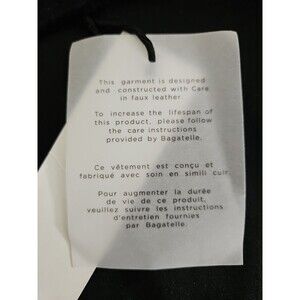 This garment is designed
and constructed with Care
in faux leather.
To increase the lifespan of
this product, please follow
the care instructions
provided by Bagatelle.
Ce vêtement est conçu et
fabriqué avec soin en simili cuir.
Pour augmenter la durée
de vie de ce produit,
veuillez suivre les instructions
d'entretien fournies
par Bagatelle.